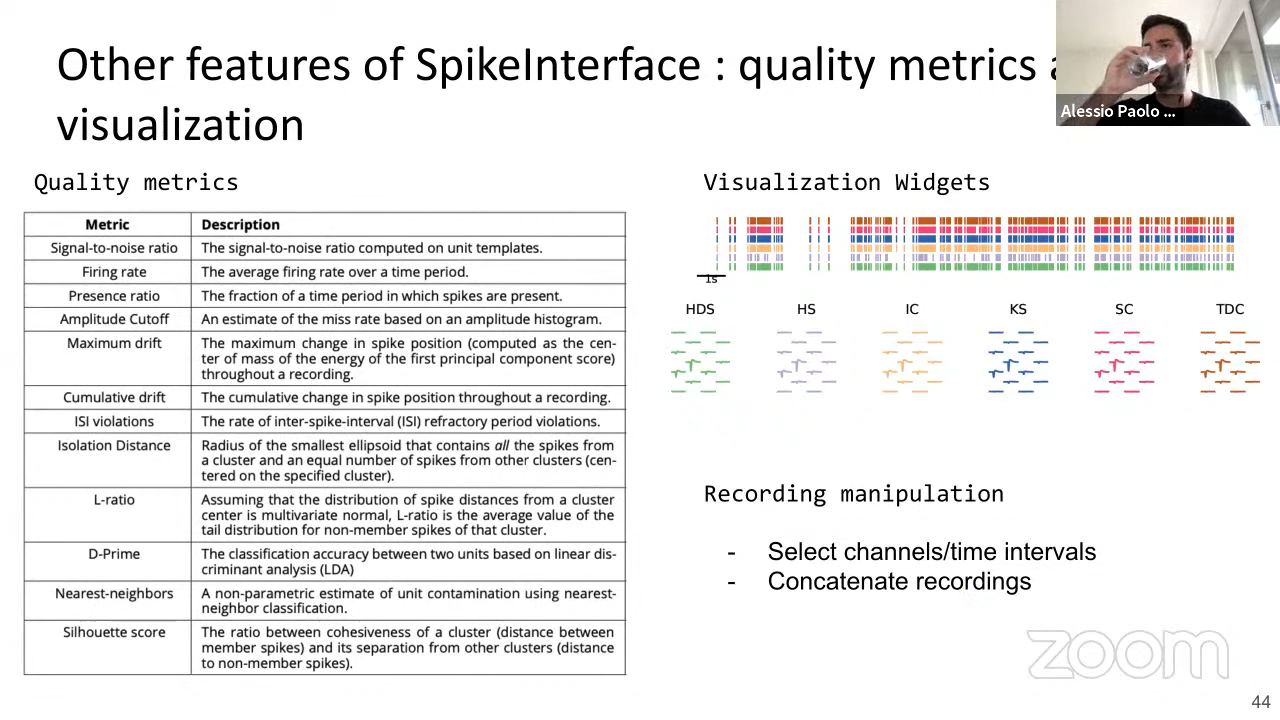 Other features of SpikeInterface : quality metrics
visualization
Alessio Paolo ...
Quality metrics
Metric Description
Signal-to-noise ratio The signal-to-noise ratio computed on unit templates.
Firing rate The average firing rate over a time period.
Presence ratio The fraction of a time period in which spikes are present.
Amplitude Cutoff An estimate of the miss rate based on an amplitude histogram.
Maximum drift The maximum change in spike position (computed as the cen-
ter of mass of the energy of the first principal component score)
throughout a recording.
Cumulative drift The cumulative change in spike position throughout a recording.
ISI violations The rate of inter-spike-interval (ISI) refractory period violations.
Isolation Distance Radius of the smallest ellipsoid that contains all the spikes from
a cluster and an equal number of spikes from other clusters (cen-
tered on the specified cluster).
L-ratio Assuming that the distribution of spike distances from a cluster
center is multivariate normal, L-ratio is the average value of the
tail distribution for non-member spikes of that cluster.
D-Prime The classification accuracy between two units based on linear dis-
criminant analysis (LDA)
Nearest-neighbors A non-parametric estimate of unit contamination using nearest-
neighbor classification.
Silhouette score The ratio between cohesiveness of a cluster (distance between
member spikes) and its separation from other clusters (distance
to non-member spikes).
Visualization Widgets
1s
HDS HS IC KS SC TDC
Recording manipulation
- Select channels/time intervals
- Concatenate recordings
zoom
44